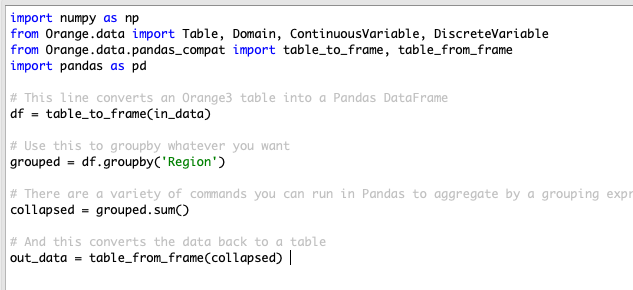 import numpy as np
from Orange.data import Table, Domain, ContinuousVariable, DiscreteVariable
from Orange.data.pandas_compat import table_to_frame, table_from_frame
import pandas as pd
# This line converts an Orange3 table into a Pandas DataFrame
df = table_to_frame(in_data)
# Use this to groupby whatever you want
grouped = df.groupby('Region')
# There are a variety of commands you can run in Pandas to aggregate by a grouping expr
collapsed = grouped.sum()
# And this converts the data back to a table
out_data = table_from_frame(collapsed)